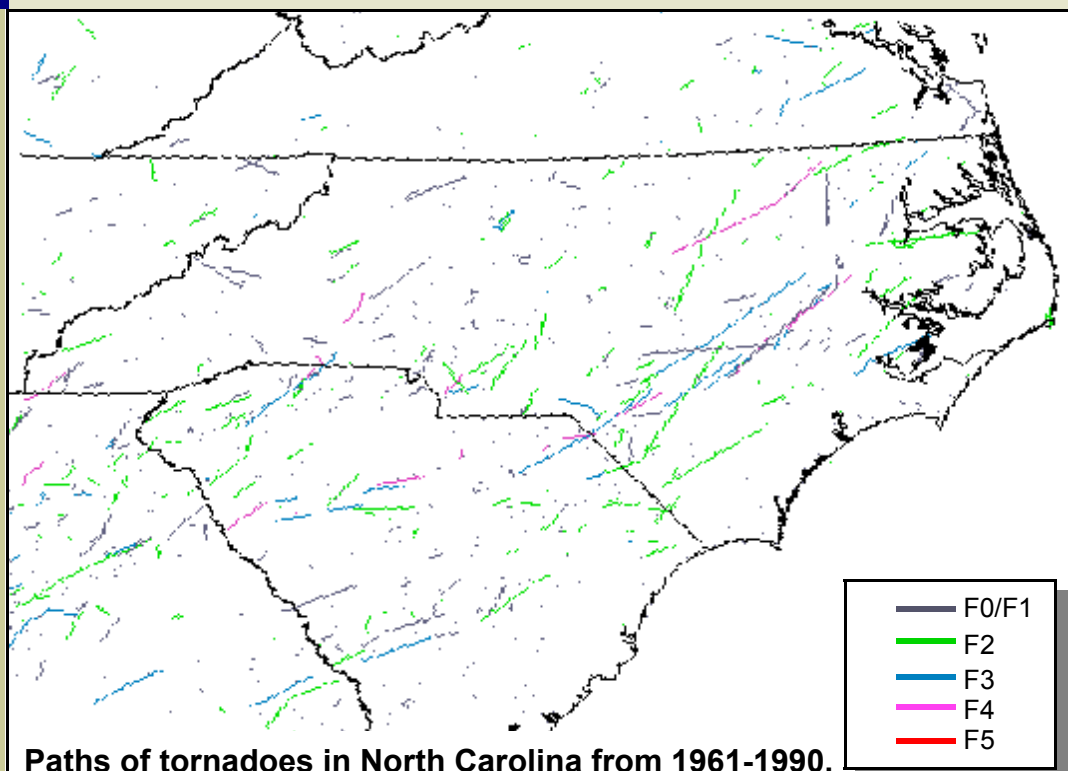 F0/F1
F2
F3
F4
F5
Paths of tornadoes in North Carolina from 1961-1990.